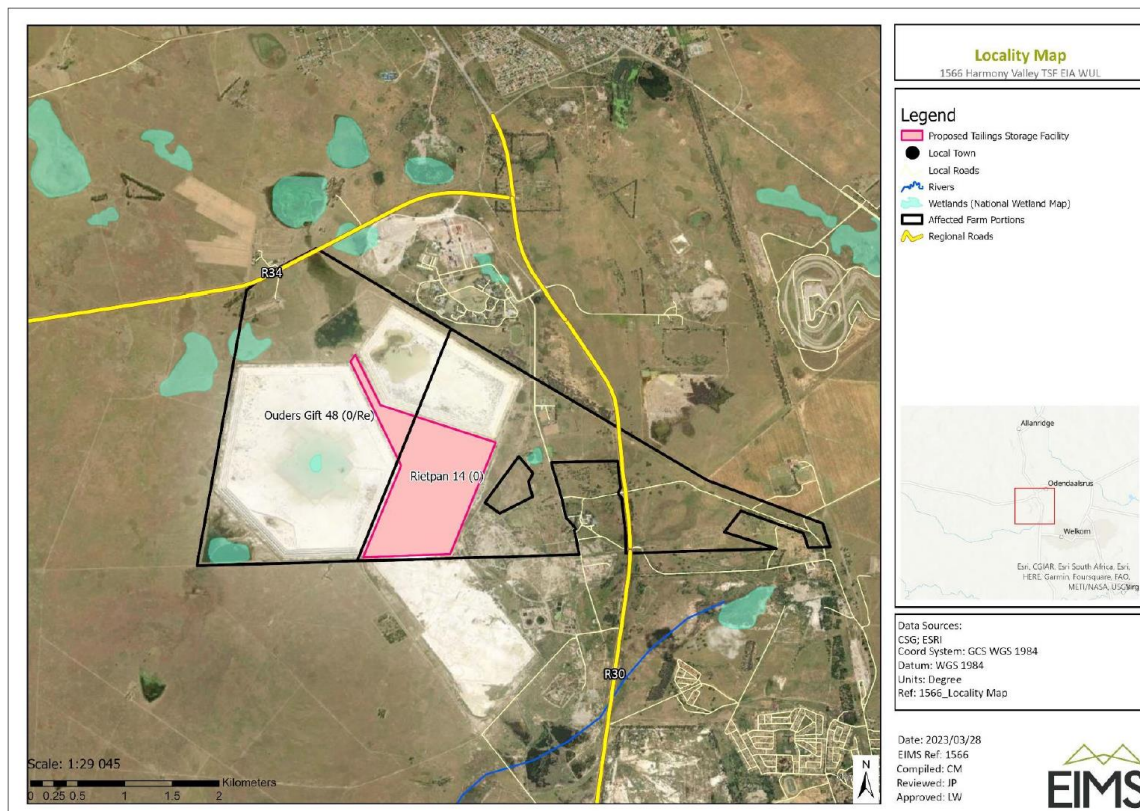 Locality Map
1566 Harmony Valley TSF EIA WUL
Legend
Proposed Tailings Storage Facility
Local Town
Local Roads
Rivers
Wetlands (National Wetland Map)
Affected Farm Portions
Regional Roads
R34
Ouders Gift 48 (0/Re)
Rietpan 14 (0)
R30
Scale: 1:29 045
Kilometers
0 0.25 0.5 1 1.5 2
N
Allanridge
Odendaalsrus
Welkom
Esri, CGIAR, Esri South Africa, Esri,
HERE, Garmin, Foursquare, FAO,
METI/NASA, USGS
Data Sources:
CSG; ESRI
Coord System: GCS WGS 1984
Datum: WGS 1984
Units: Degree
Ref: 1566_Locality Map
Date: 2023/03/28
EIMS Ref: 1566
Compiled: CM
Reviewed: JP
Approved: LW
EIMS